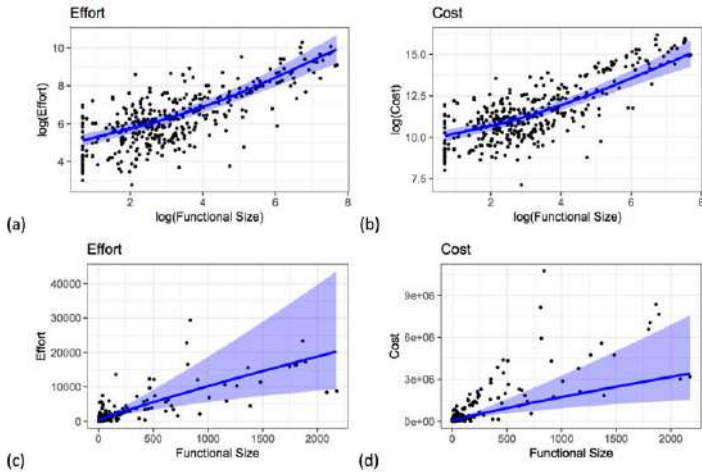 Effort
log(Effort)
10
8
6
4
2
4
6
8
log(Functional Size)
(a)
Cost
log(Cost)
15.0
12.5
10.0
7.5
2
4
6
8
log(Functional Size)
(b)
Effort
Effort
40000
30000
20000
10000
0
0
500
1000
1500
2000
Functional Size
(c)
Cost
Cost
9e+06
6e+06
3e+06
0e+00
0
500
1000
1500
2000
Functional Size
(d)